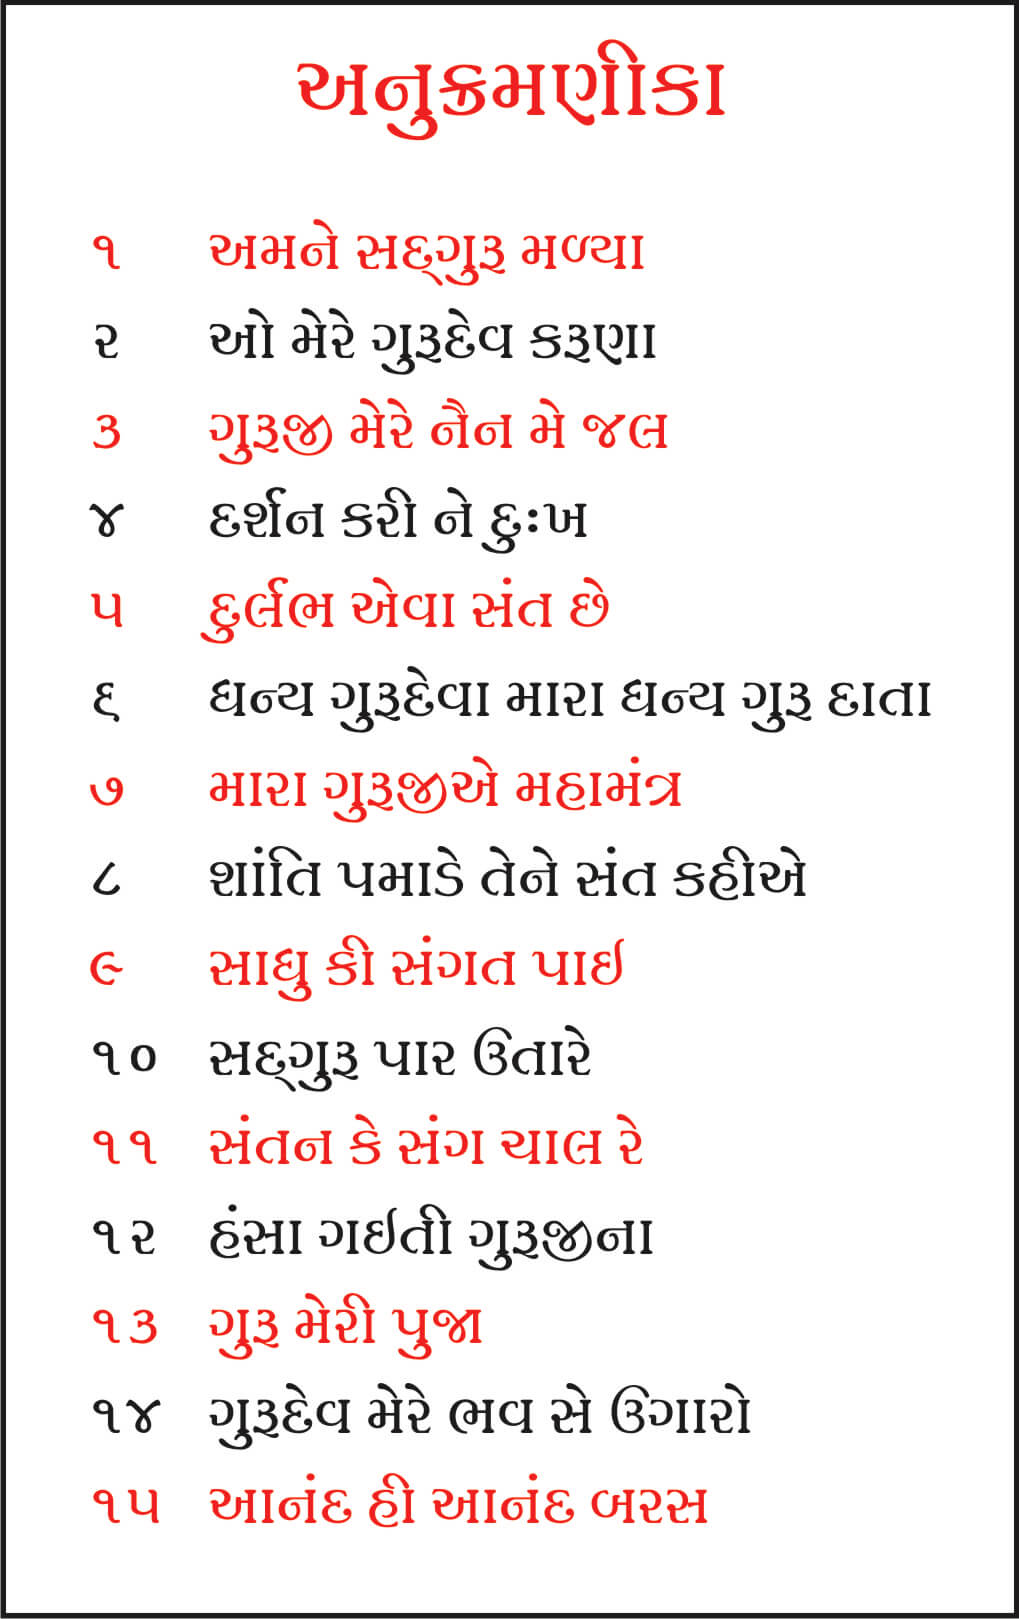 અનુક્રમણીકા
૧ અમને સદ્‌ગુરૂ મળ્યા
૨ ઓ મેરે ગુરૂદેવ કરૂણા
૩ ગુરૂજી મેરે નૈન મે જલ
૪ દર્શન કરી ને દુઃખ
૫ દુર્લભ એવા સંત છે
૬ ધન્ય ગુરૂદેવા મારા ધન્ય ગુરૂ દાતા
૭ મારા ગુરૂજીએ મહામંત્ર
૮ શાંતિ પમાડે તેને સંત કહીએ
૯ સાધુ કી સંગત પાઇ
૧૦ સદ્‌ગુરૂ પાર ઉતારે
૧૧ સંતન કે સંગ ચાલ રે
૧૨ હંસા ગઇતી ગુરૂજીના
૧૩ ગુરૂ મેરી પુજા
૧૪ ગુરૂદેવ મેરે ભવ સે ઉગારો
૧૫ આનંદ હી આનંદ બરસ